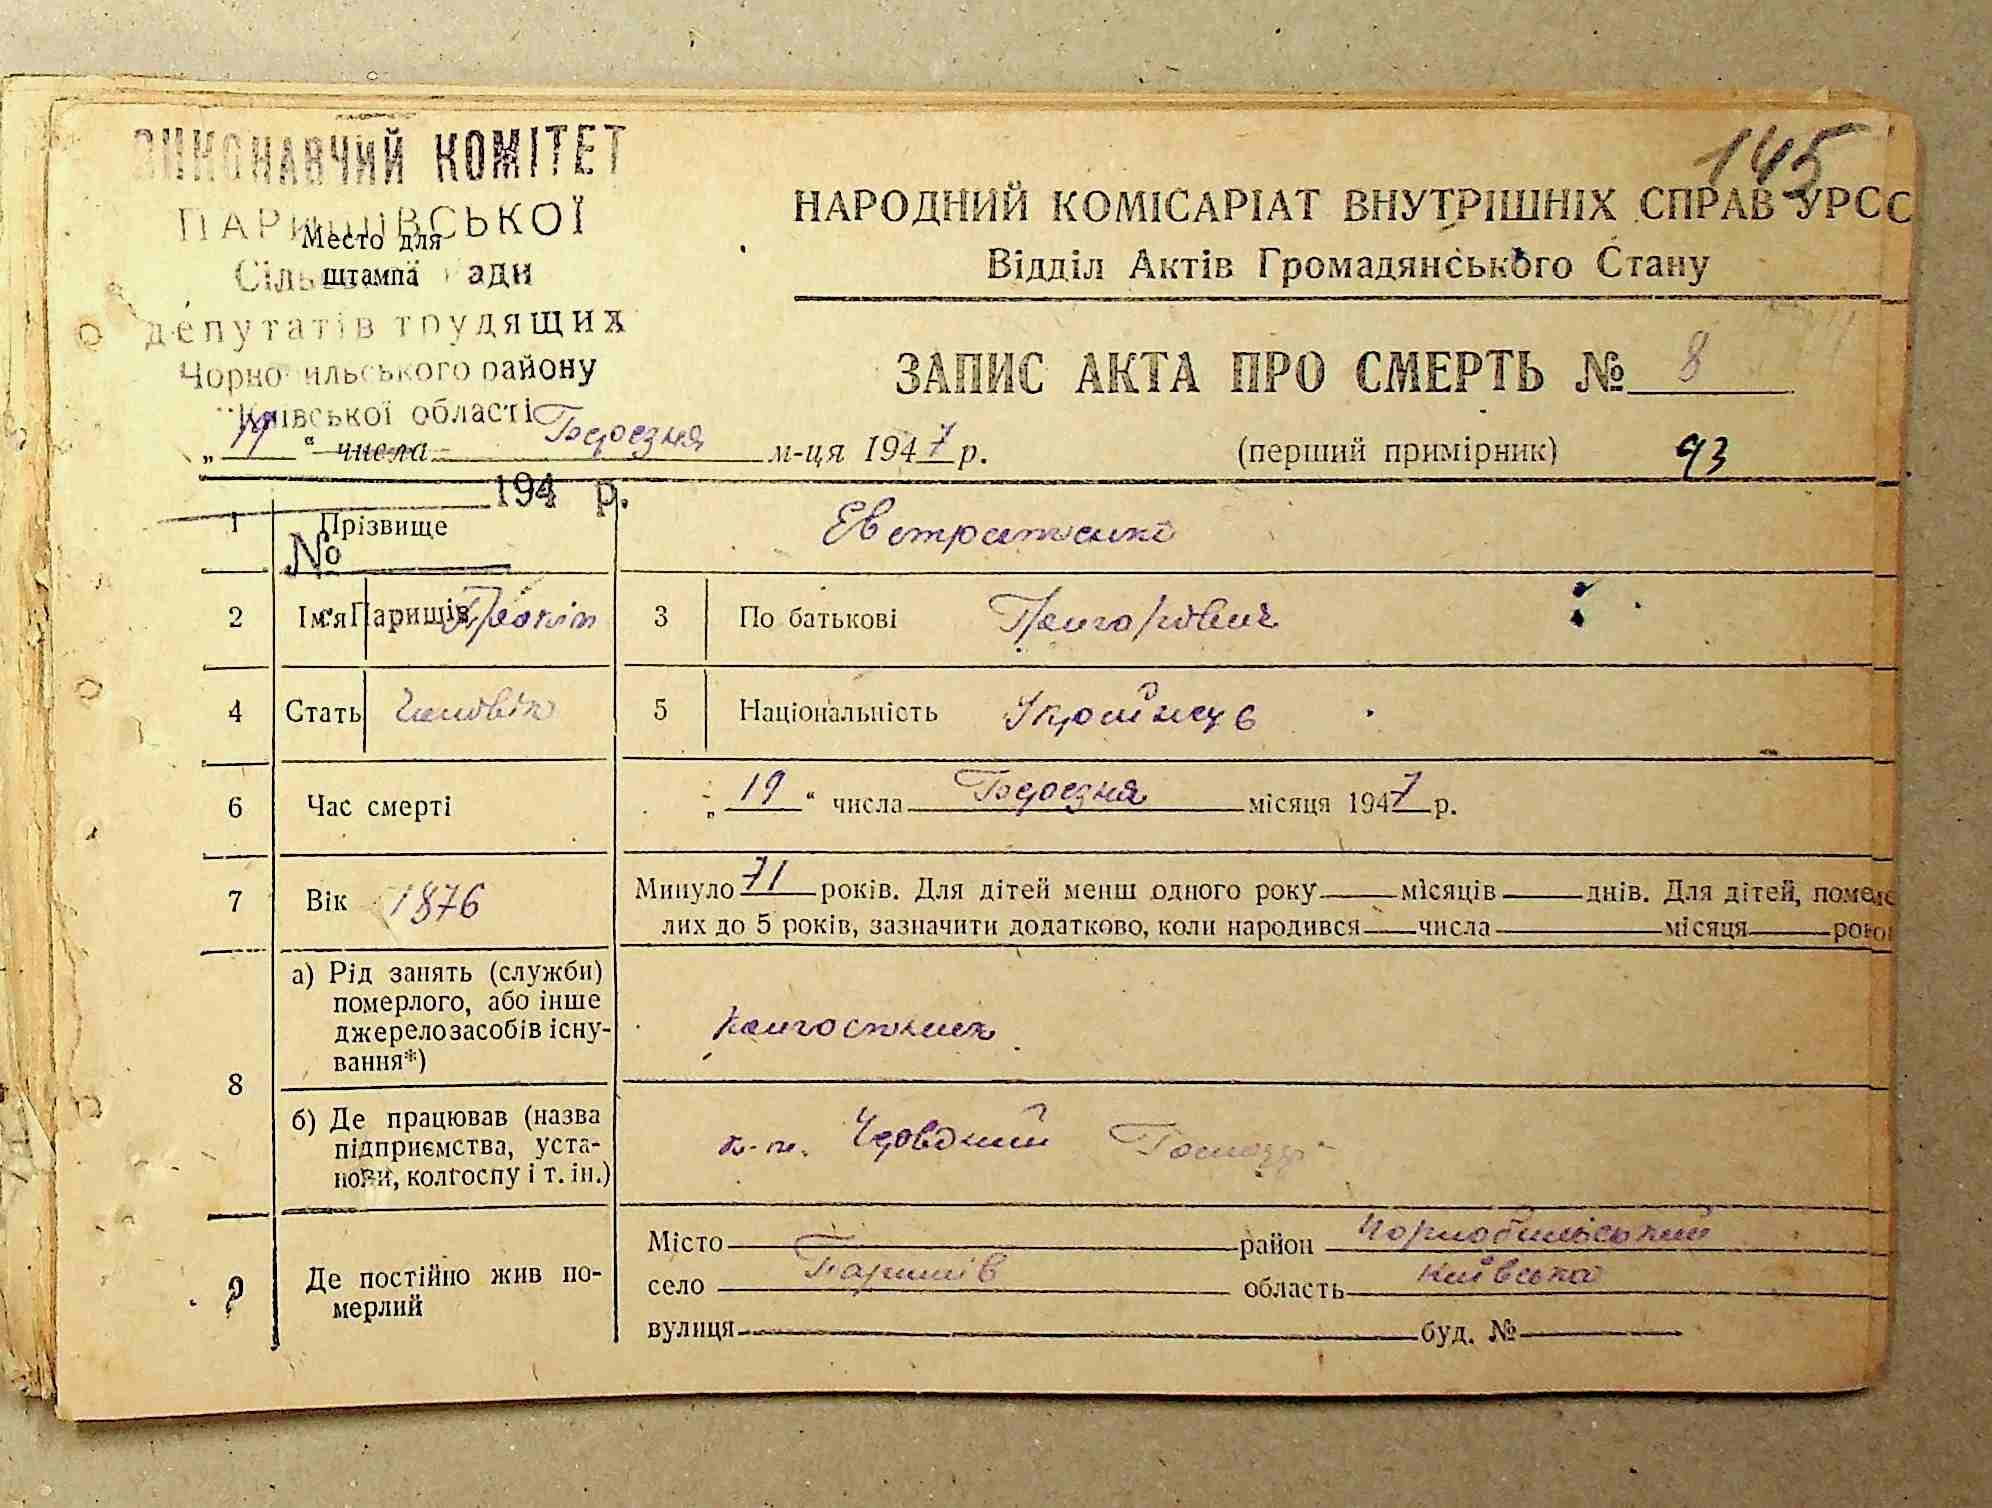 145
ВИКОНАВЧИЙ КОМІТЕТ
ПАРИШІВСЬКОЇ
Место для
штампа
Сільської Ради
депутатів трудящих
Чорнобильського району
Київської області
194 р.
№
с. Паришів
НАРОДНИЙ КОМІСАРІАТ ВНУТРІШНІХ СПРАВ УРСС
Відділ Актів Громадянського Стану
ЗАПИС АКТА ПРО СМЕРТЬ № 8
„19“ числа Березня м-ця 1947 р. (перший примірник) 93
1 Прізвище Евстратенко
2 Ім'я Прокіп 3 По батькові
4 Стать Чоловік 5 Національність Українець
6 Час смерті „19“ числа Березня місяця 1947 р.
7 Вік 1876 Минуло 71 років. Для дітей менш одного року місяців днів. Для дітей, помер
лих до 5 років, зазначити додатково, коли народився числа місяця року
8 а) Рід занять (служби)
померлого, або інше
джерело засобів існу-
вання*)
колгоспник
б) Де працював (назва
підприємства, уста-
нови, колгоспу і т. ін.)
Червоний
9 Де постійно жив по-
мерлий
Місто район Чорнобильський
село Паришів область Київська
вулиця буд. №